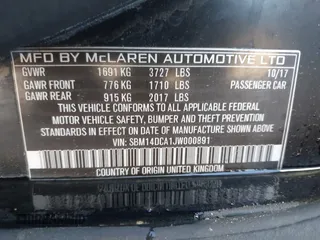 MFD BY McLAREN AUTOMOTIVE LTD
GVWR 1691 KG 3727 LBS 10/17
GAWR FRONT 776 KG 1710 LBS PASSENGER CAR
GAWR REAR 915 KG 2017 LBS
THIS VEHICLE CONFORMS TO ALL APPLICABLE FEDERAL
MOTOR VEHICLE SAFETY, BUMPER, AND THEFT PREVENTION
STANDARDS IN EFFECT ON THE DATE OF MANUFACTURE SHOWN ABOVE
VIN: SBM14DCA1JW000891
COUNTRY OF ORIGIN UNITED KINGDOM